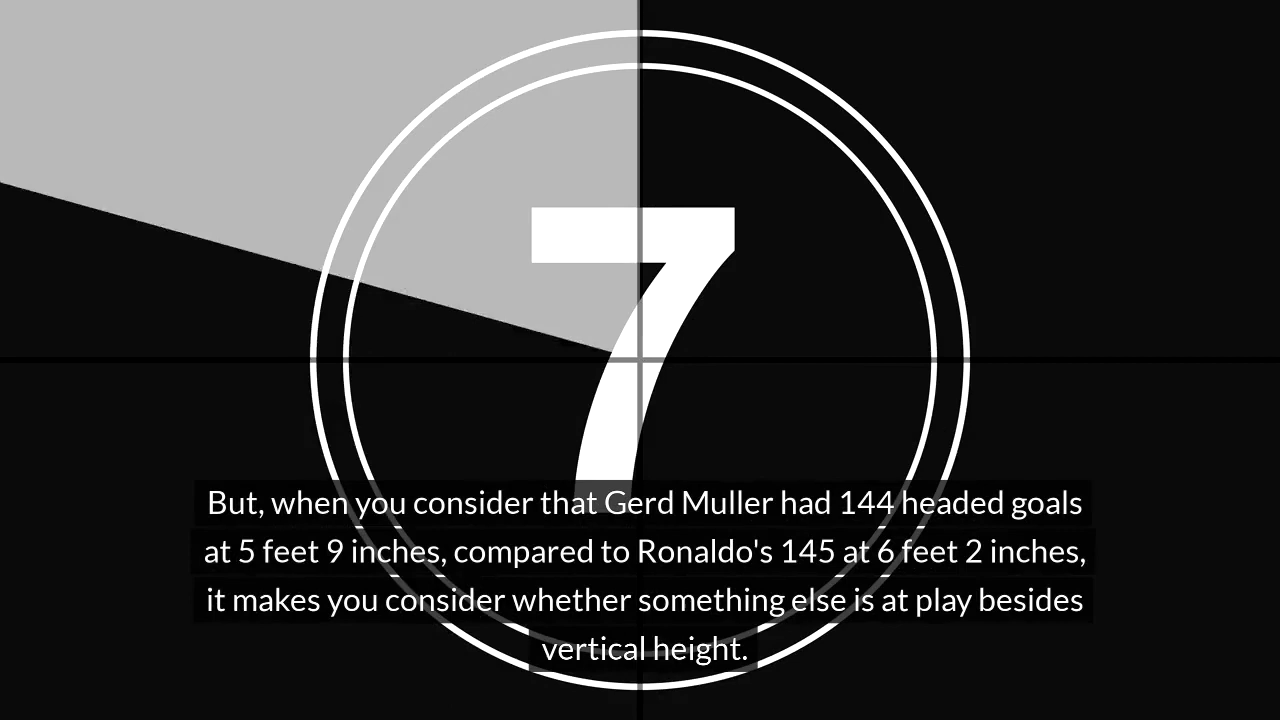 7
But, when you consider that Gerd Muller had 144 headed goals
at 5 feet 9 inches, compared to Ronaldo's 145 at 6 feet 2 inches,
it makes you consider whether something else is at play besides
vertical height.